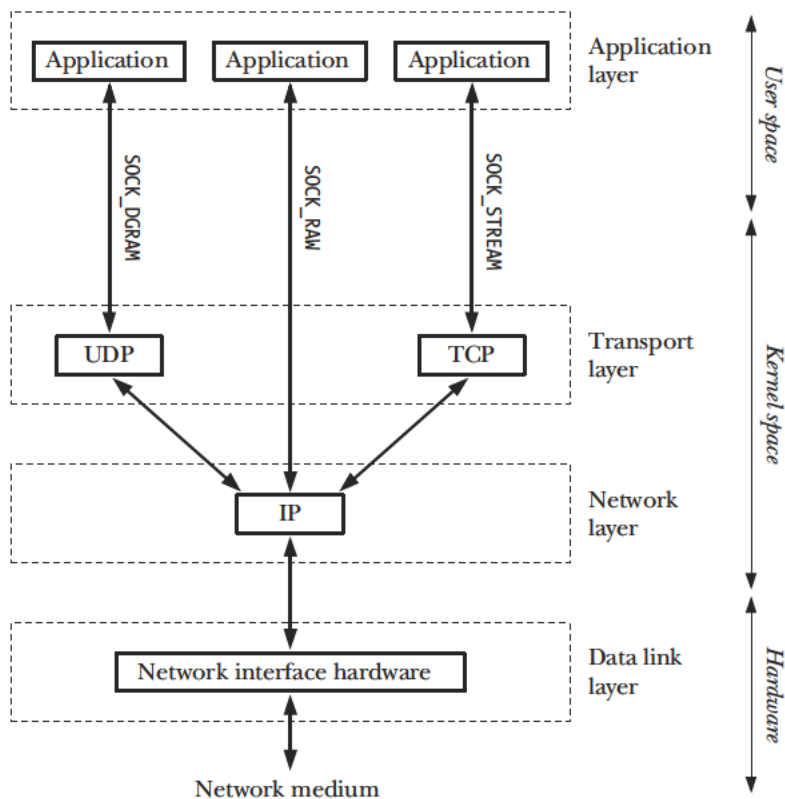 Application
Application
Application
Application
layer
User space
SOCK_DGRAM
SOCK_RAW
SOCK_STREAM
UDP
TCP
Transport
layer
Kernel space
IP
Network
layer
Network interface hardware
Data link
layer
Hardware
Network medium